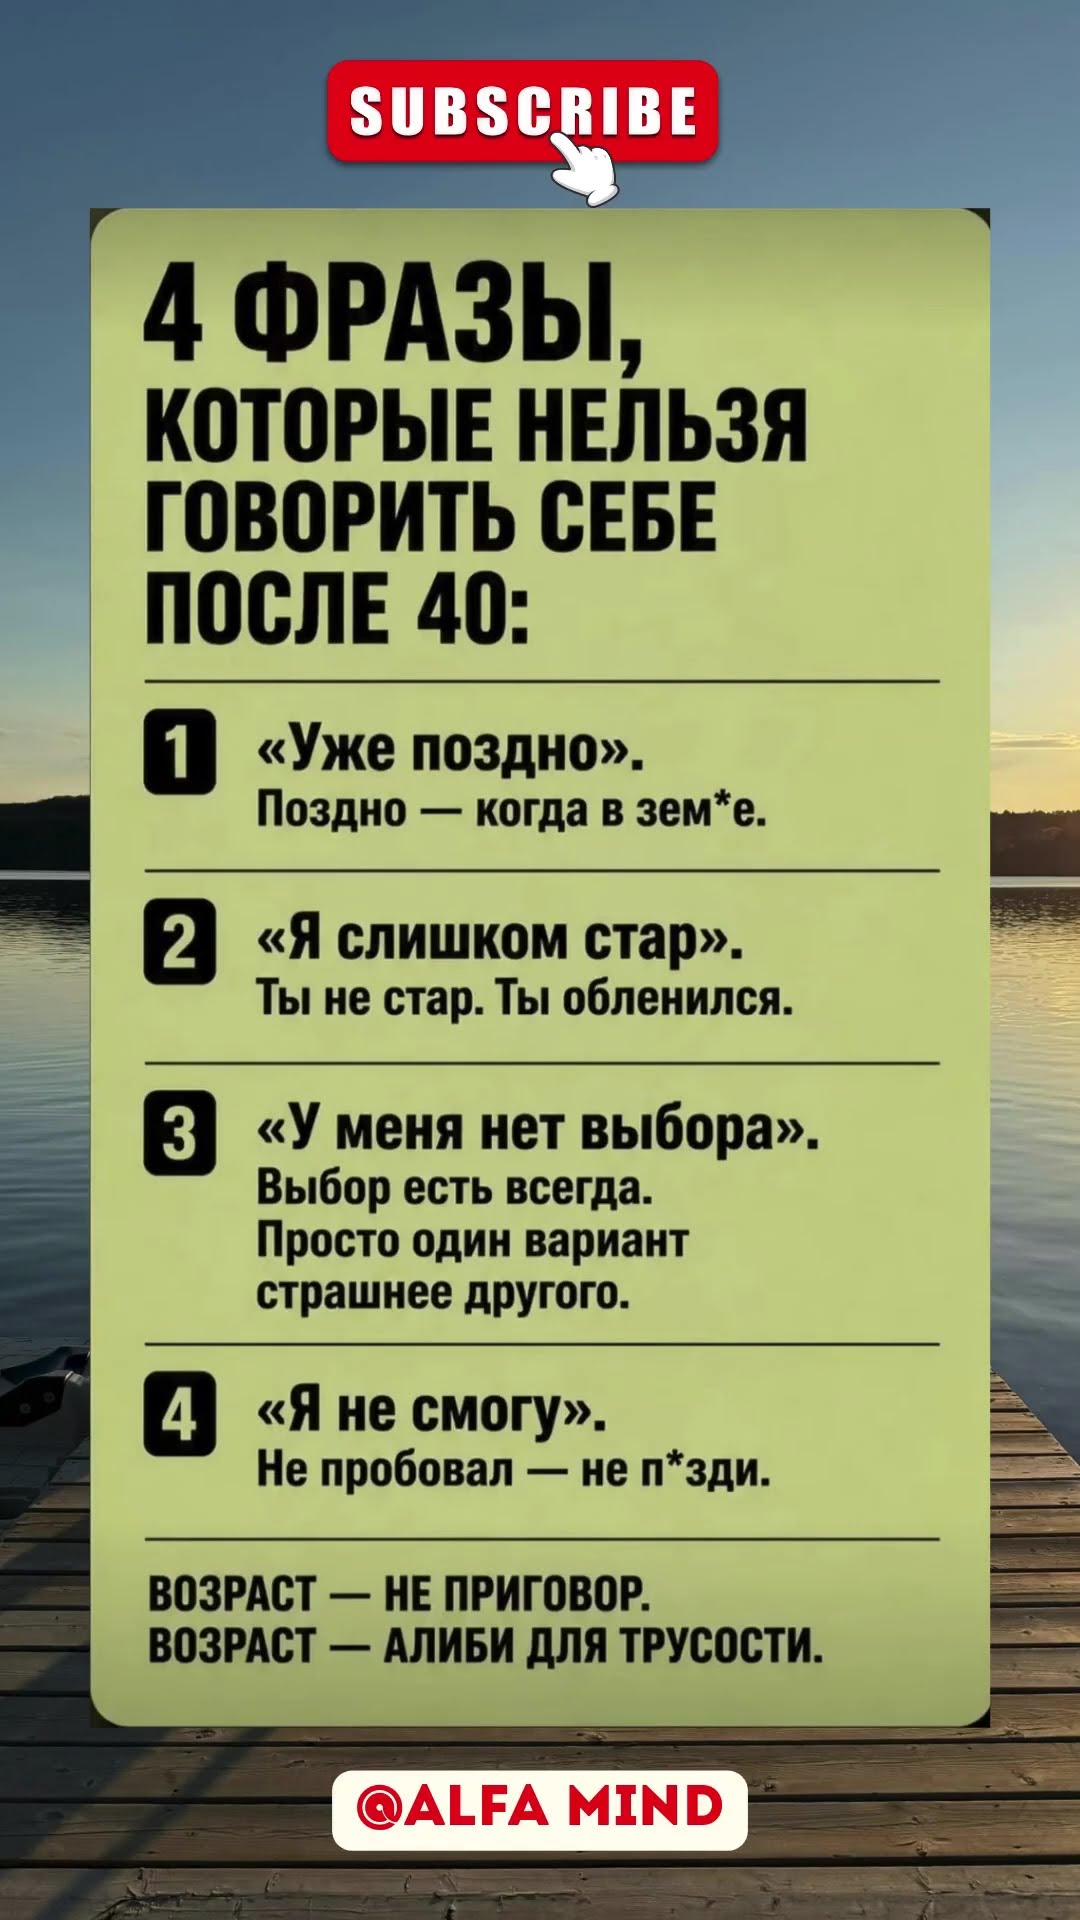 SUBSCRIBE
4 ФРАЗЫ,
КОТОРЫЕ НЕЛЬЗЯ
ГОВОРИТЬ СЕБЕ
ПОСЛЕ 40:
1 «Уже поздно».
Поздно — когда в зем*е.
2 «Я слишком стар».
Ты не стар. Ты обленился.
3 «У меня нет выбора».
Выбор есть всегда.
Просто один вариант
страшнее другого.
4 «Я не смогу».
Не пробовал — не п*зди.
ВОЗРАСТ — НЕ ПРИГОВОР.
ВОЗРАСТ — АЛИБИ ДЛЯ ТРУСОСТИ.
@ALFA MIND